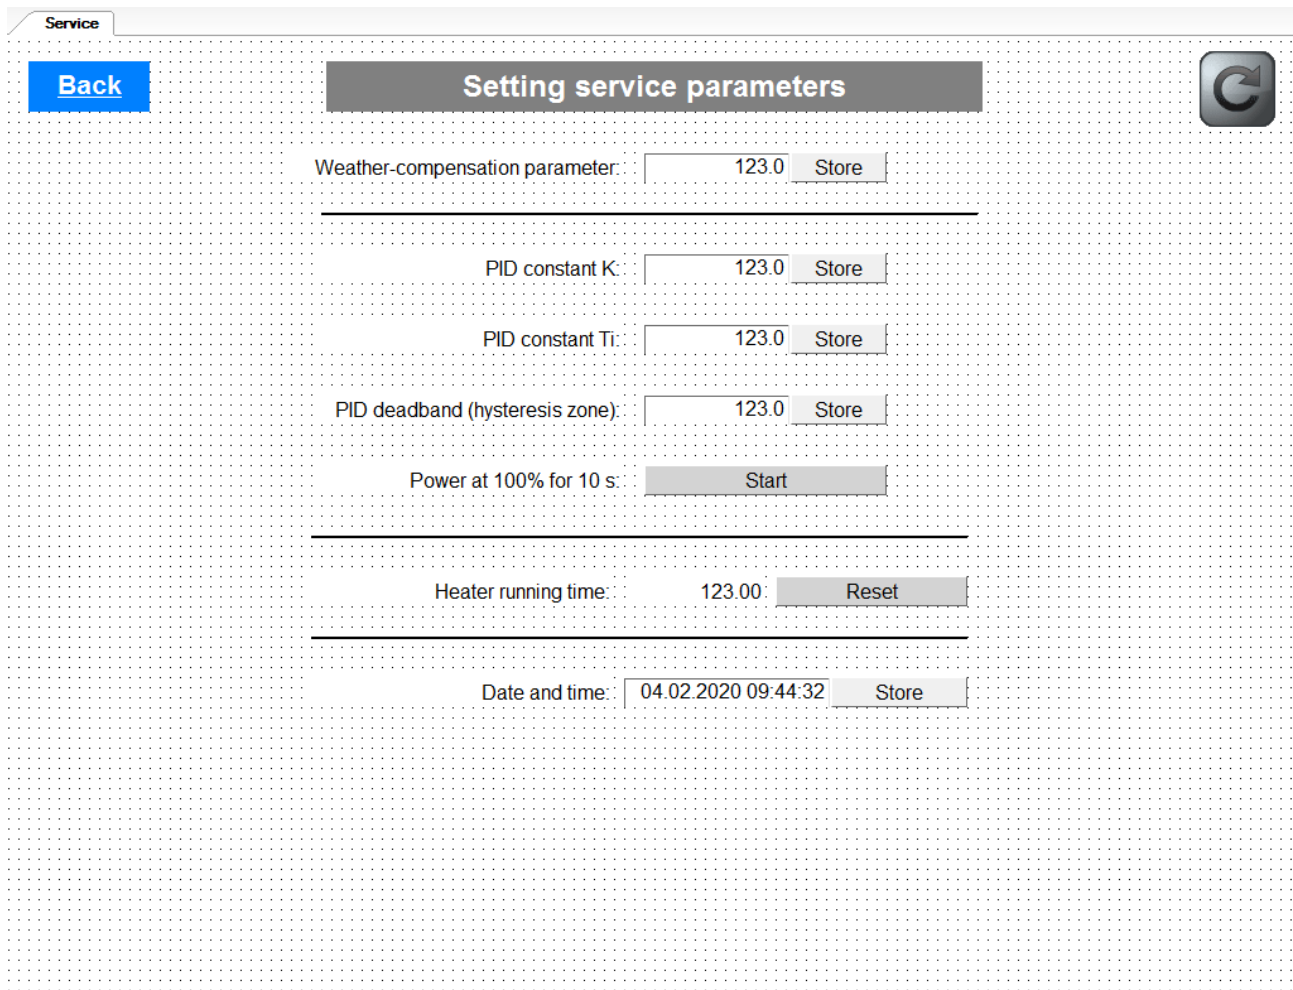 Service
Back
Setting service parameters
Weather-compensation parameter: 123.0 Store
PID constant K: 123.0 Store
PID constant Ti: 123.0 Store
PID deadband (hysteresis zone): 123.0 Store
Power at 100% for 10 s: Start
Heater running time: 123.00 Reset
Date and time: 04.02.2020 09:44:32 Store